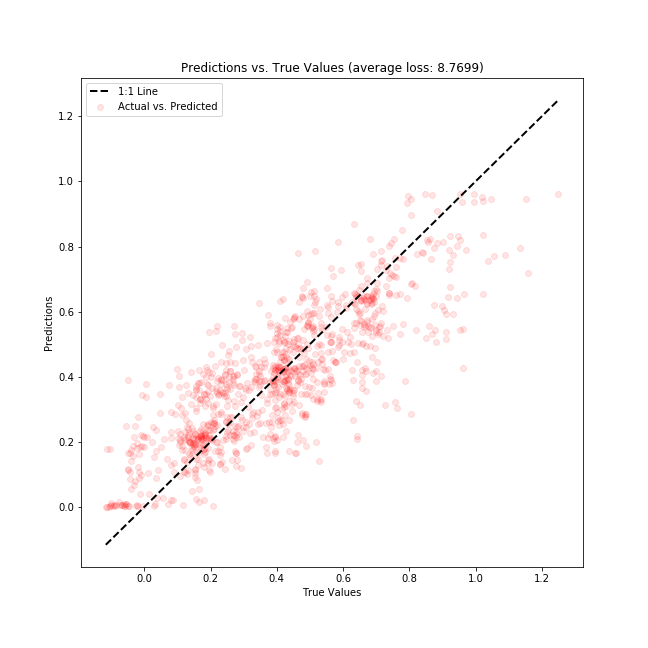 Predictions vs. True Values (average loss: 8.7699)
1:1 Line
Actual vs. Predicted
1.2
1.0
0.8
0.6
0.4
0.2
0.0
Predictions
0.0 0.2 0.4 0.6 0.8 1.0 1.2
True Values